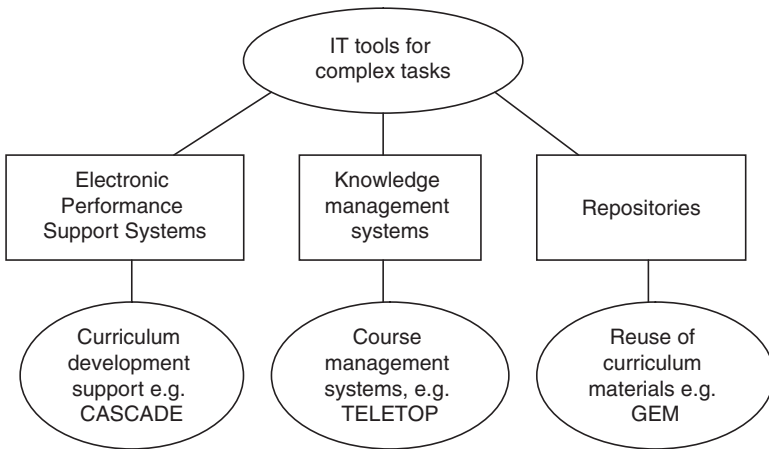 IT tools for
complex tasks
Electronic
Performance
Support Systems
Knowledge
management
systems
Repositories
Curriculum
development
support e.g.
CASCADE
Course
management
systems, e.g.
TELETOP
Reuse of
curriculum
materials e.g.
GEM